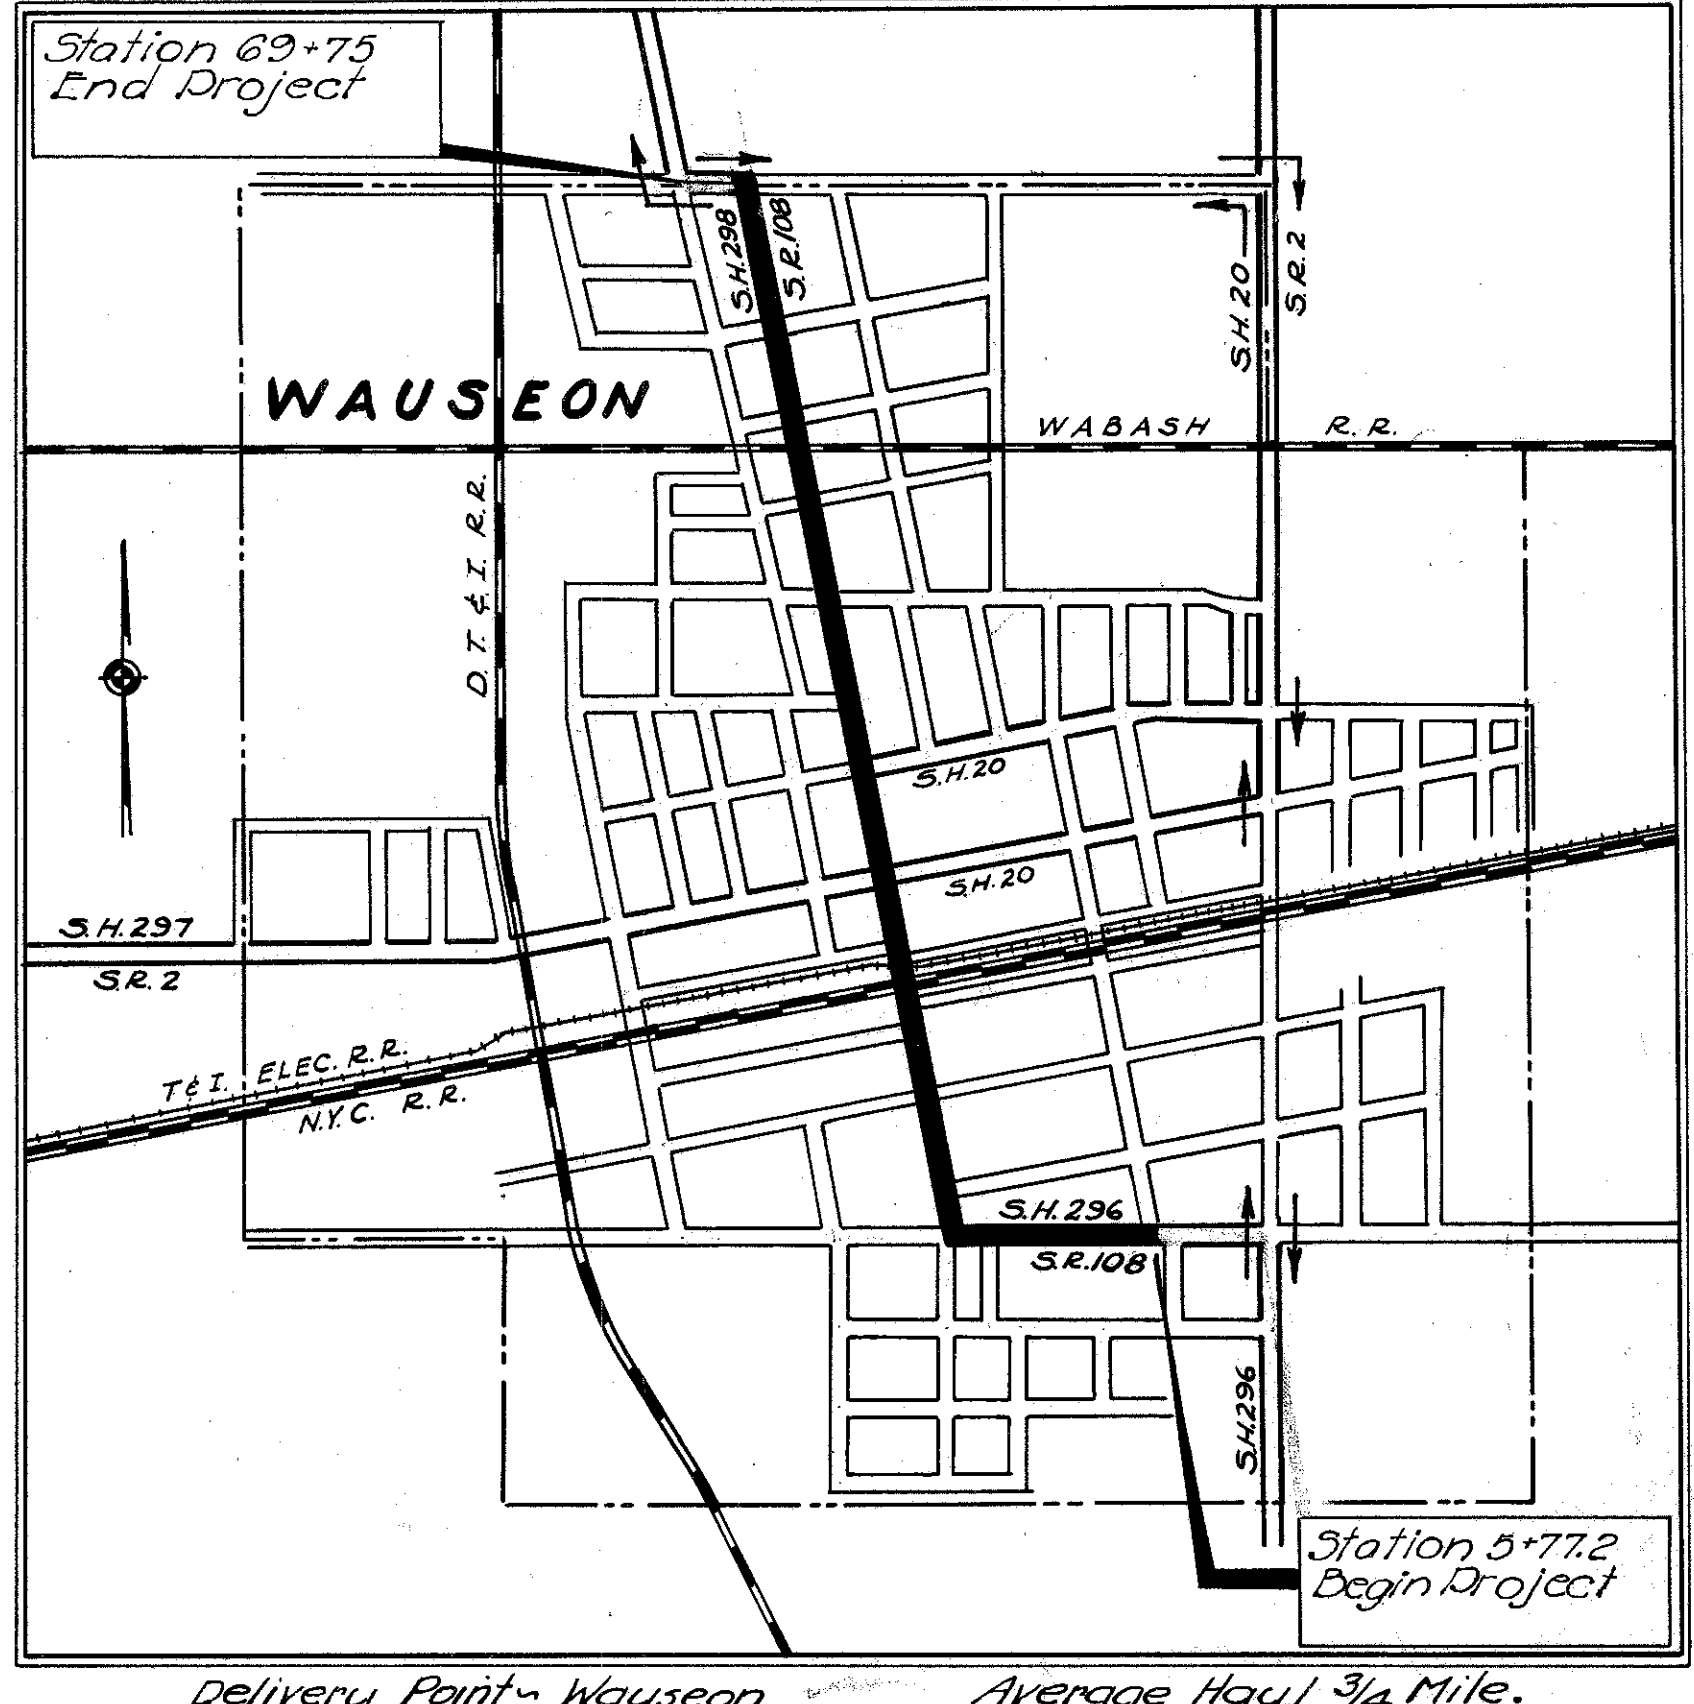 Station 69+75
End Project
S.H. 298
S.R. 108
S.H. 20
S.R. 2
WAUSEON
WABASH R. R.
D. T. & I. R. R.
S.H. 20
S.H. 20
S.H. 297
S.R. 2
T & I. ELEC. R. R.
N.Y.C. R. R.
S.H. 296
S.R. 108
S.H. 296
Station 5+77.2
Begin Project
Delivery Point~ Wauseon
Average Haul 3/4 Mile.